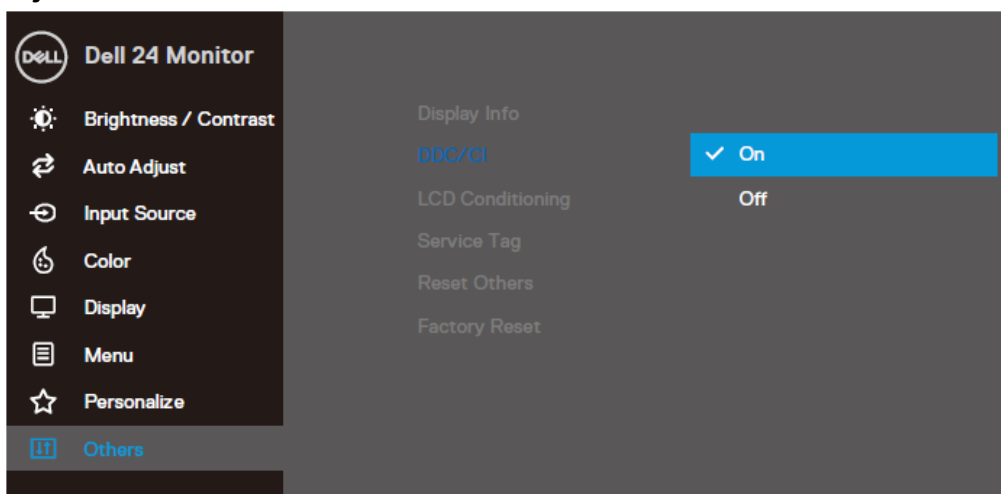 DELL
Dell 24 Monitor
Brightness / Contrast
Auto Adjust
Input Source
Color
Display
Menu
Personalize
Others
Display Info
DDC/CI
LCD Conditioning
Service Tag
Reset Others
Factory Reset
On
Off